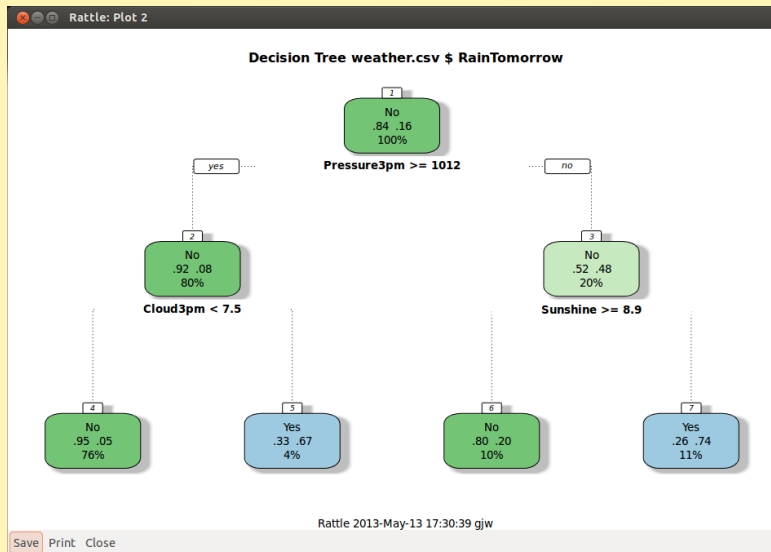 Rattle: Plot 2
Decision Tree weather.csv $ RainTomorrow
1
No
.84 .16
100%
yes
Pressure3pm >= 1012
no
2
No
.92 .08
80%
Cloud3pm < 7.5
3
No
.52 .48
20%
Sunshine >= 8.9
4
No
.95 .05
76%
5
Yes
.33 .67
4%
6
No
.80 .20
10%
7
Yes
.26 .74
11%
Rattle 2013-May-13 17:30:39 gjw
Save Print Close